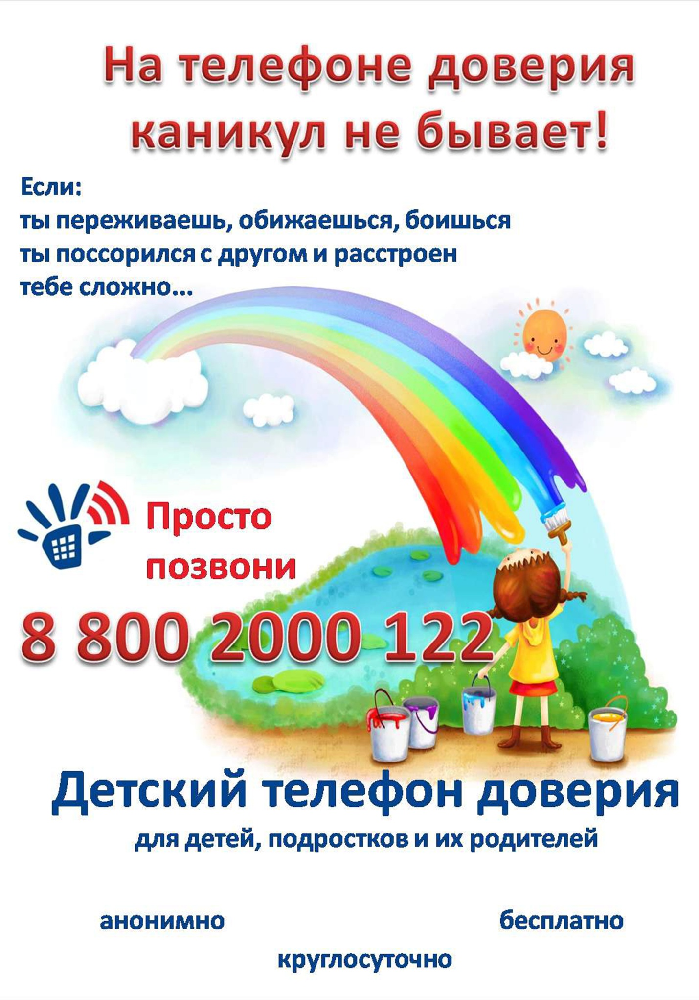 На телефоне доверия
каникул не бывает!
Если:
ты переживаешь, обижаешься, боишься
ты поссорился с другом и расстроен
тебе сложно...
Просто
позвони
8 800 2000 122
Детский телефон доверия
для детей, подростков и их родителей
анонимно бесплатно
круглосуточно